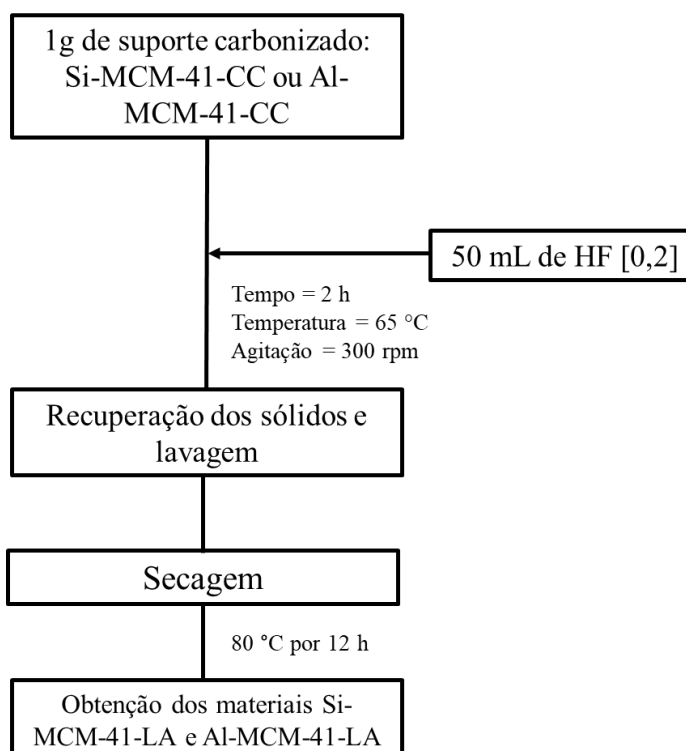 1g de suporte carbonizado:
Si-MCM-41-CC ou Al-
MCM-41-CC
50 mL de HF [0,2]
Tempo = 2 h
Temperatura = 65 °C
Agitação = 300 rpm
Recuperação dos sólidos e
lavagem
Secagem
80 °C por 12 h
Obtenção dos materiais Si-
MCM-41-LA e Al-MCM-41-LA